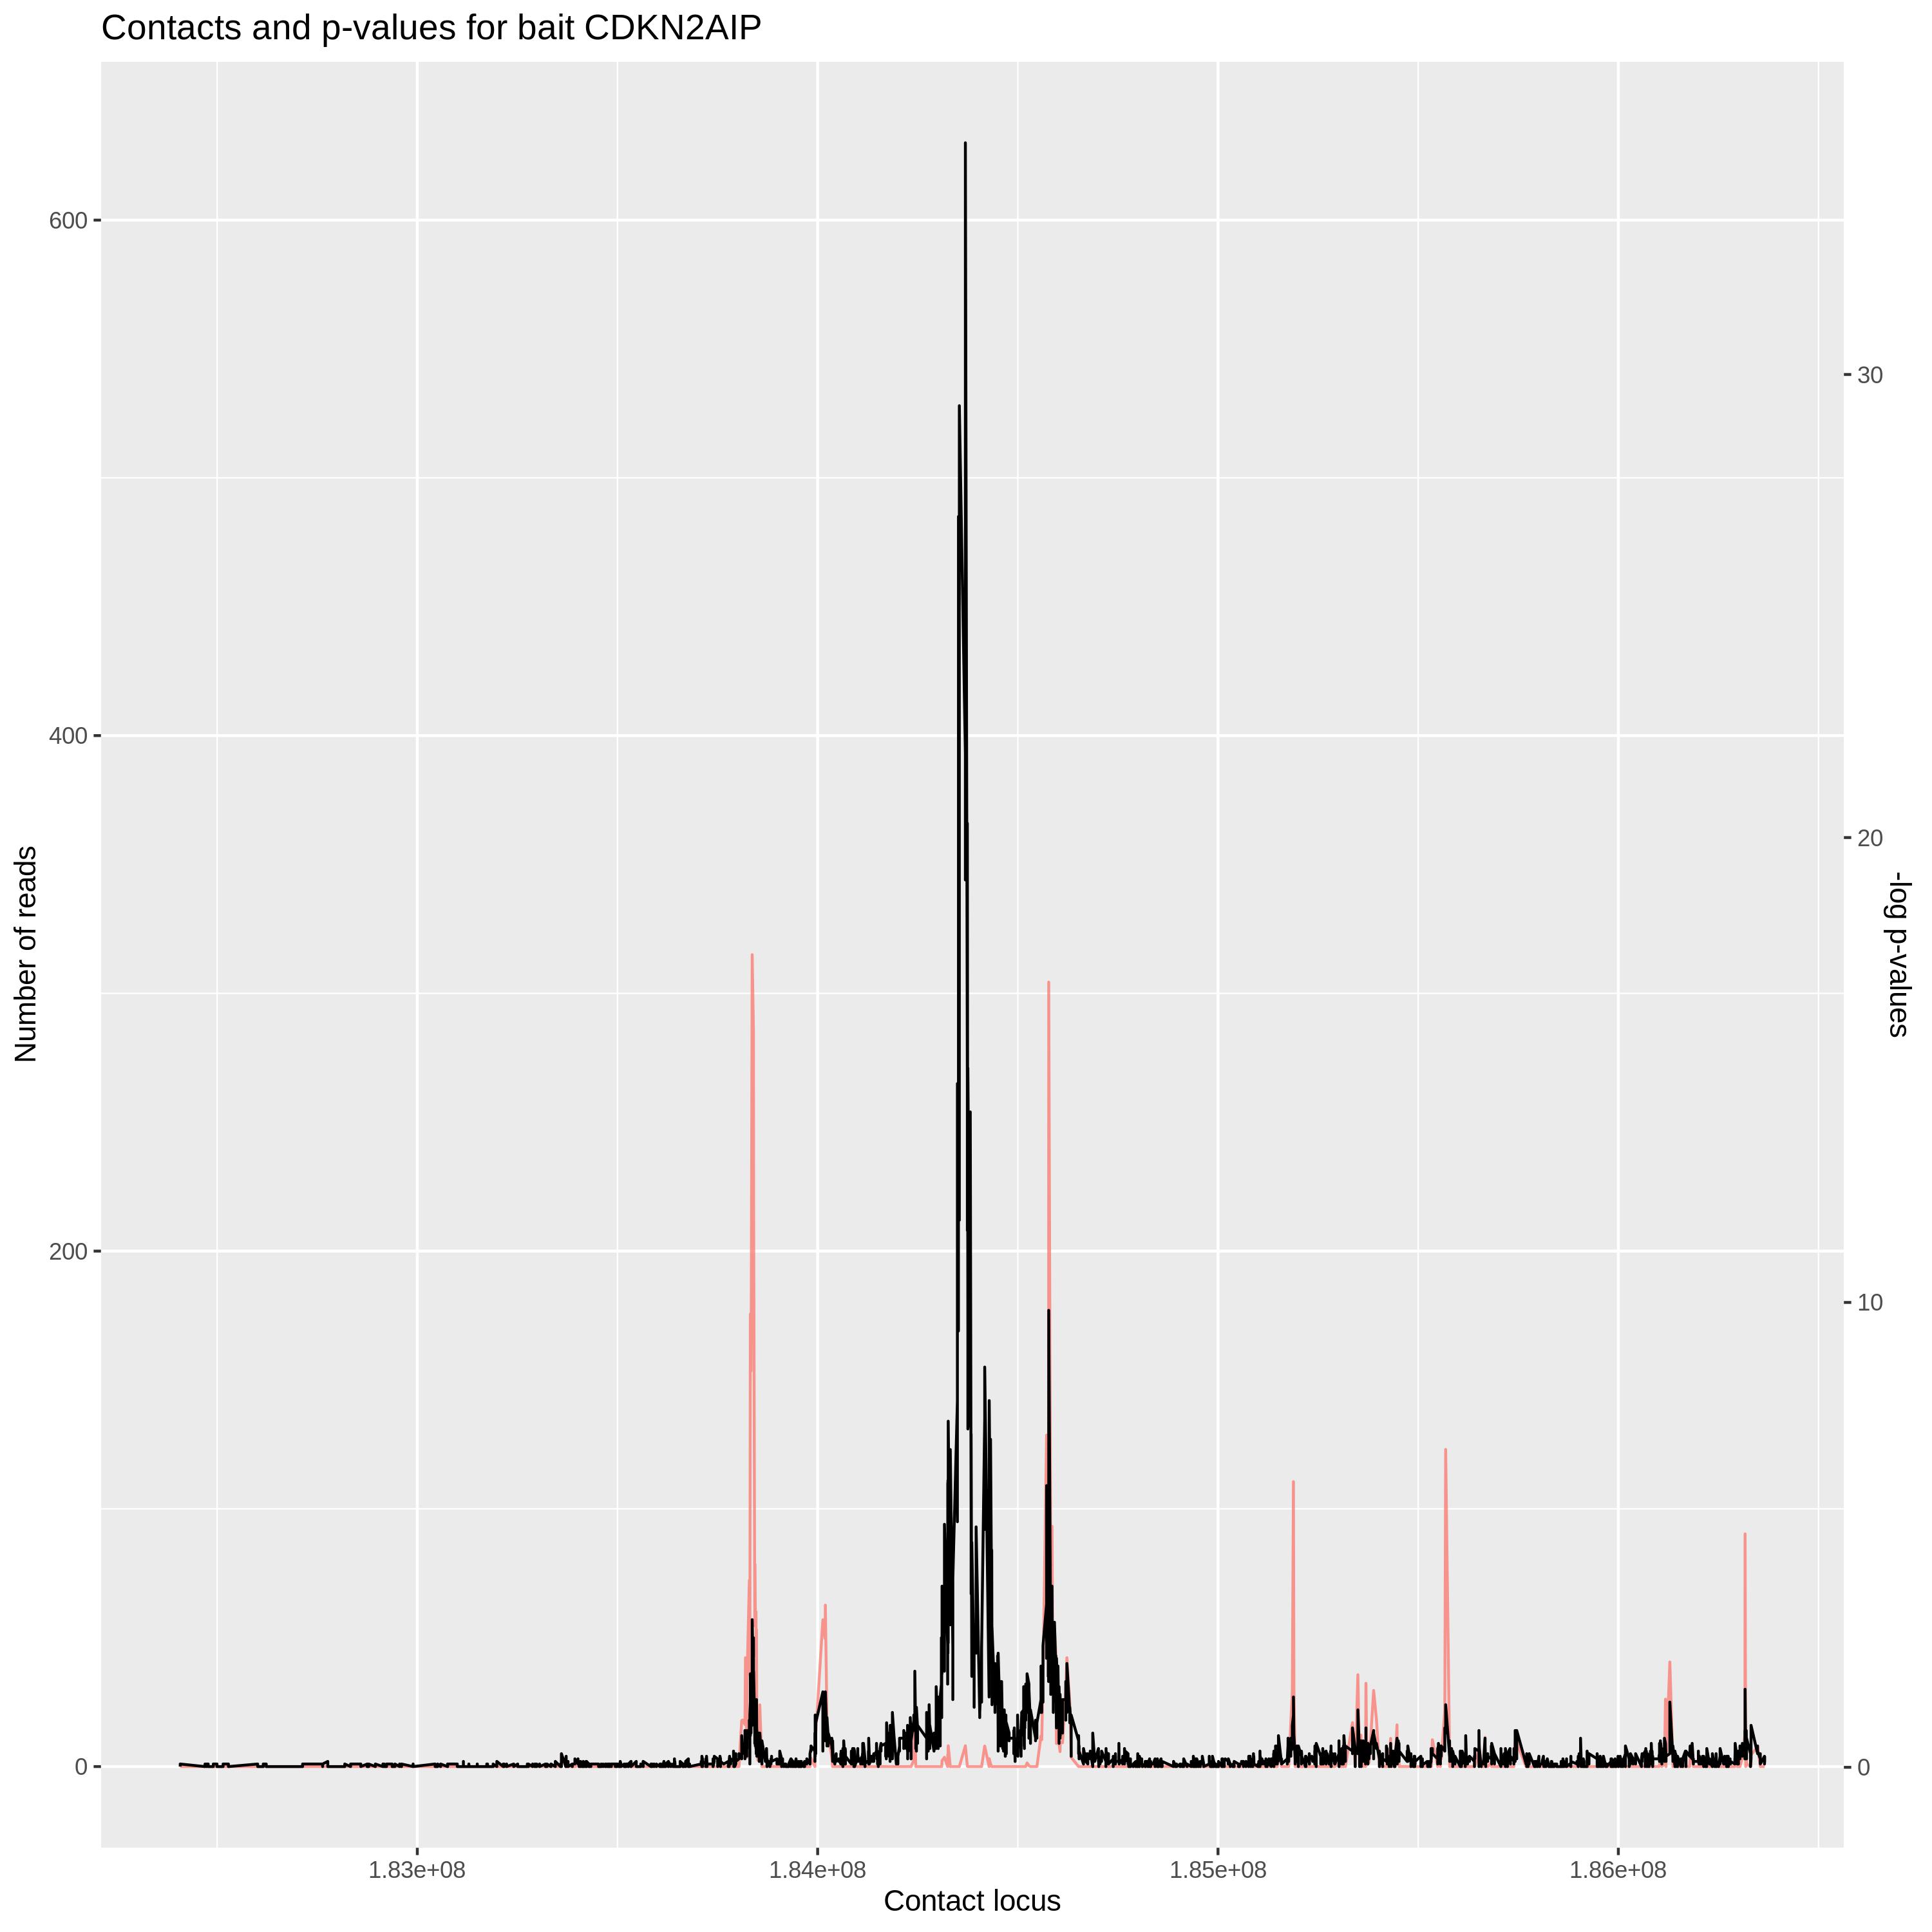 Contacts and p-values for bait CDKN2AIP
600
400
200
0
30
20
10
0
Number of reads
-log p-values
1.83e+08
1.84e+08
1.85e+08
1.86e+08
Contact locus